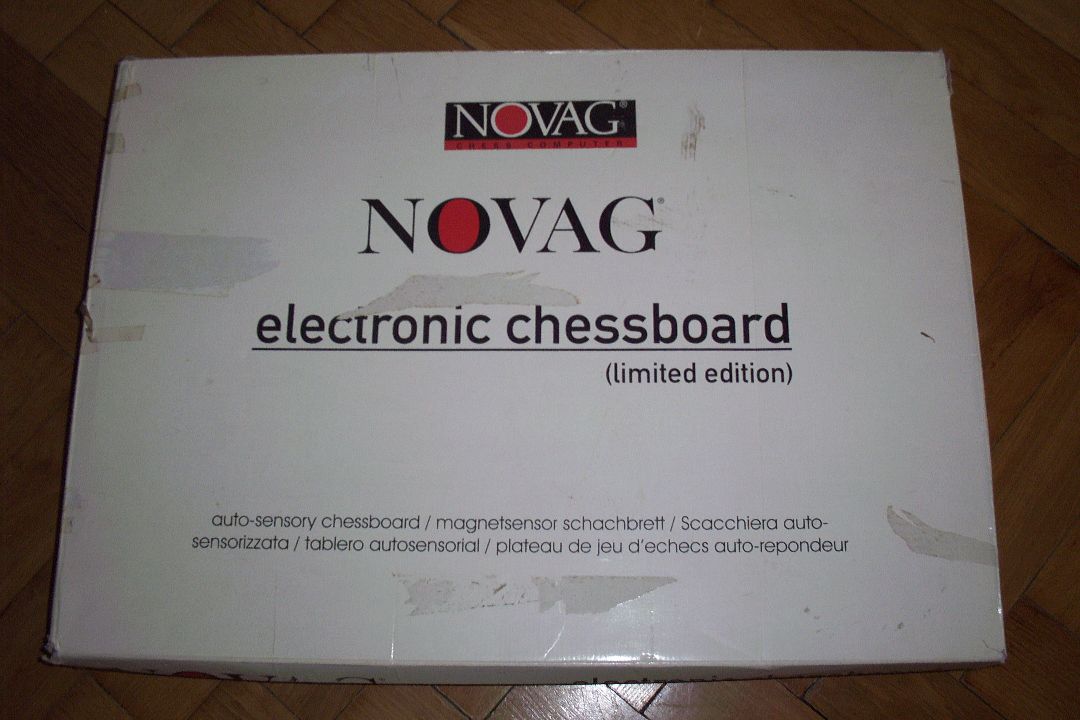 NOVAG®
CHESS COMPUTER
NOVAG®
electronic chessboard
(limited edition)
auto-sensory chessboard / magnetsensor schachbrett / Scacchiera auto-
sensorizzata / tablero autosensorial / plateau de jeu d'echecs auto-repondeur
NOVAG